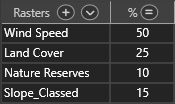 Rasters %
Wind Speed 50
Land Cover 25
Nature Reserves 10
Slope_Classed 15